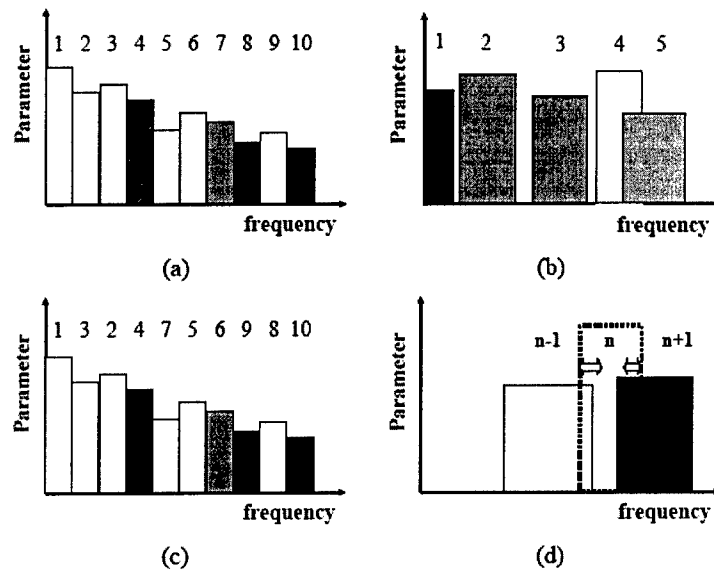 1 2 3 4 5 6 7 8 9 10
Parameter
frequency
(a)
1 2 3 4 5
Parameter
frequency
(b)
1 3 2 4 7 5 6 9 8 10
Parameter
frequency
(c)
n-1 n n+1
Parameter
frequency
(d)